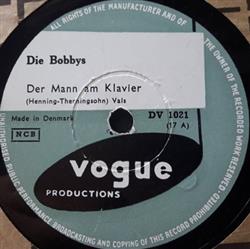 ALL RIGHTS OF THE MANUFACTURER AND OF THE OWNER OF THE RECORDED WORK RESERVED. UNAUTHORISED PUBLIC PERFORMANCE, BROADCASTING AND COPYING OF THIS RECORD PROHIBITED.
Die Bobbys
Der Mann am Klavier
(Henning-Therningsohn) Vals
Made in Denmark
DV 1021
NCB
(17 A)
vogue
PRODUCTIONS